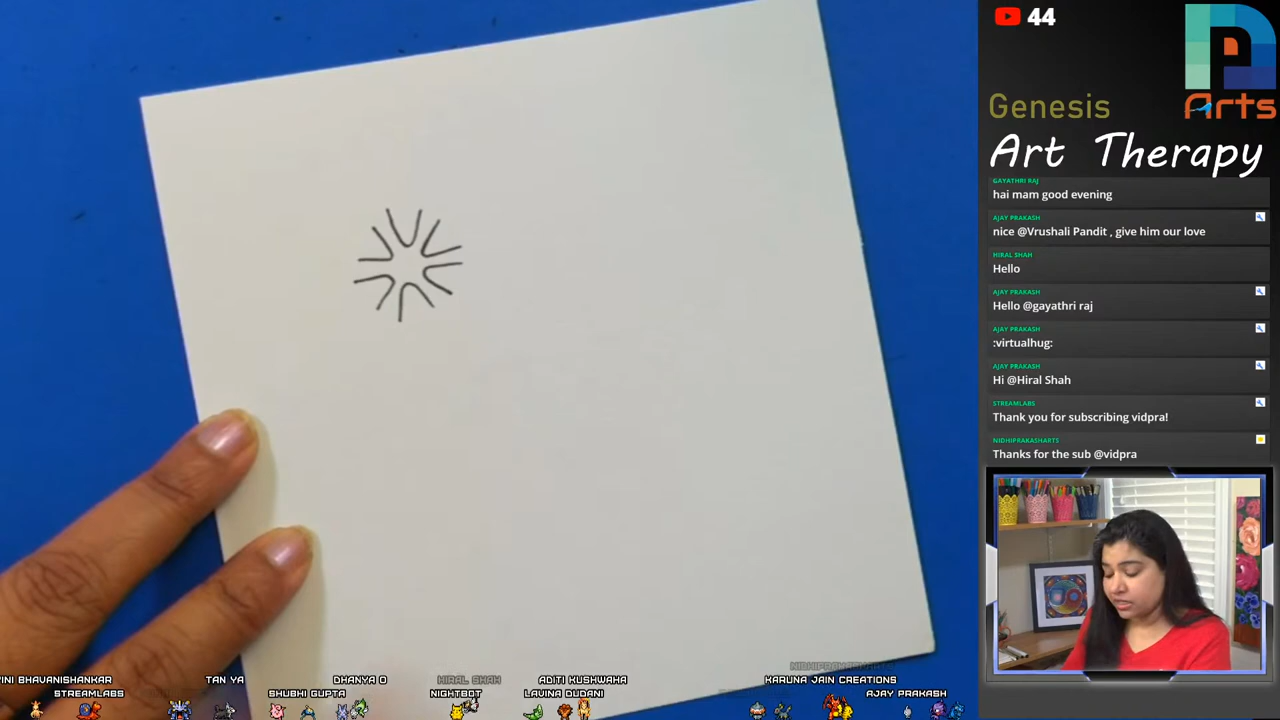 44
Arts
Genesis
Art Therapy
GAYATHRI RAJ
hai mam good evening
AJAY PRAKASH
nice @Vrushali Pandit , give him our love
HIRAL SHAH
Hello
AJAY PRAKASH
Hello @gayathri raj
AJAY PRAKASH
:virtualhug:
AJAY PRAKASH
Hi @Hiral Shah
STREAMLABS
Thank you for subscribing vidpra!
NIDHIPRAKASHARTS
Thanks for the sub @vidpra
NIDHIPRAKASHARTS
VINI BHAVANISHANKAR
TAN YA
DHANYA O
HIRAL SHAH
ADITI KUSHWAHA
KARUNA JAIN CREATIONS
STREAMLABS
SHUBHI GUPTA
NIGHTBOT
LAVINA DUDANI
AJAY PRAKASH